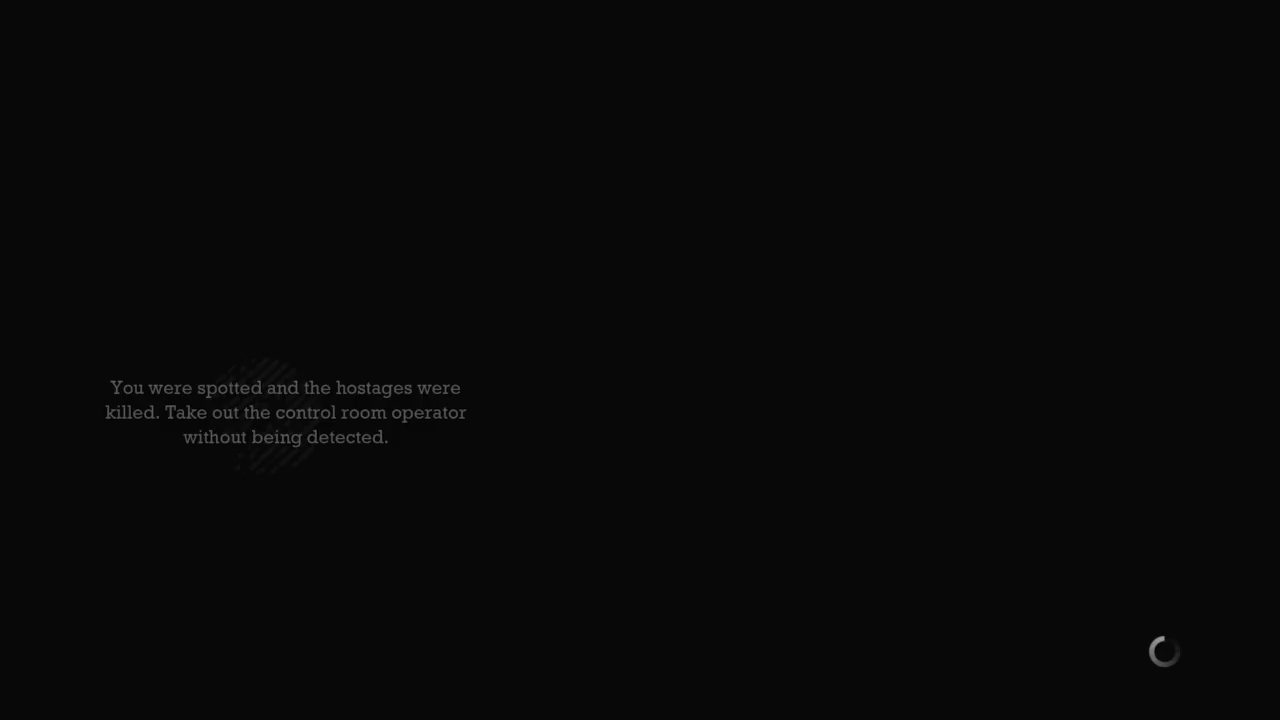 You were spotted and the hostages were
killed. Take out the control room operator
without being detected.